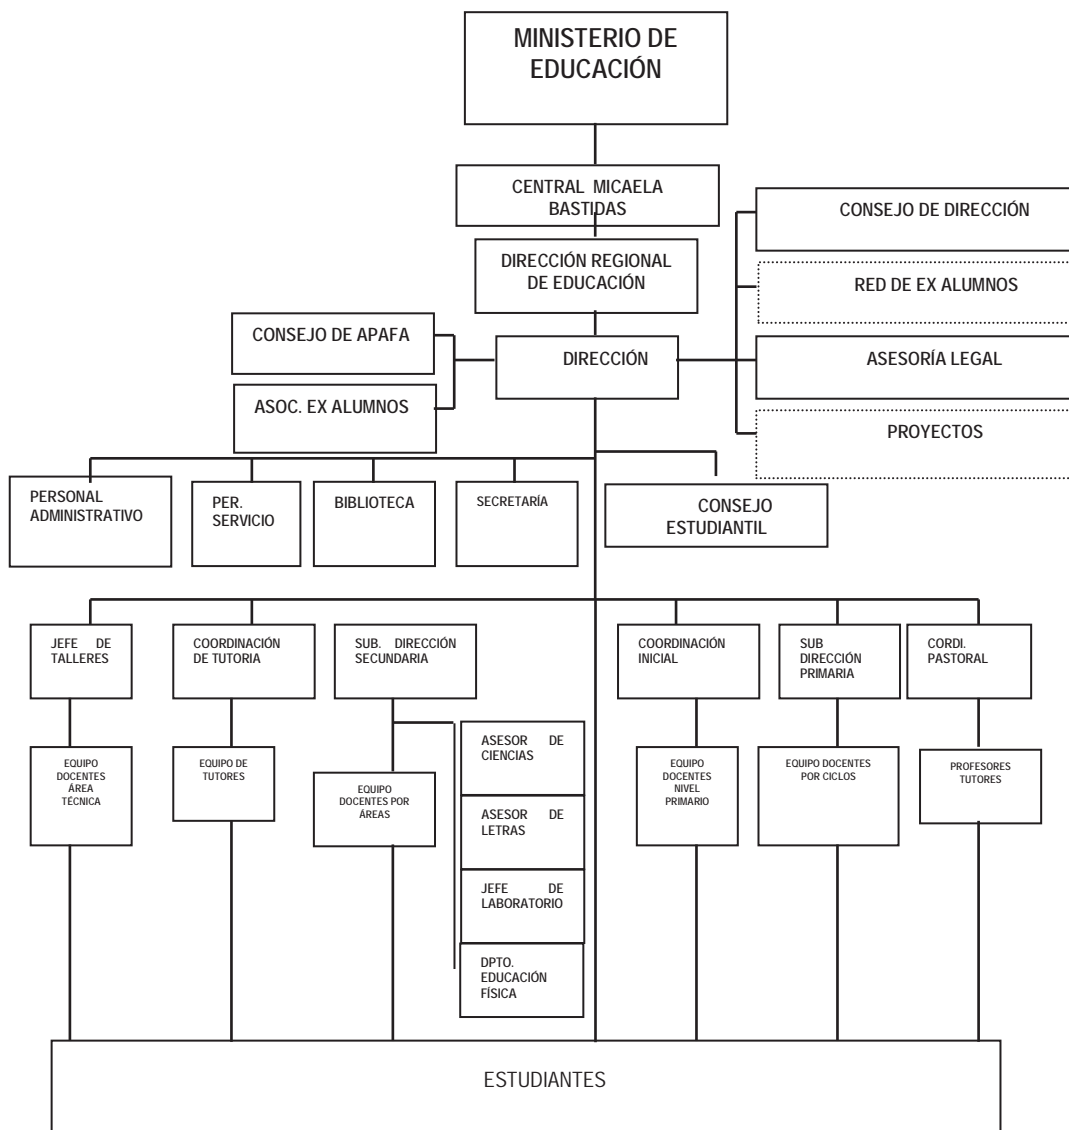 MINISTERIO DE
EDUCACIÓN
CENTRAL MICAELA
BASTIDAS
CONSEJO DE DIRECCIÓN
DIRECCIÓN REGIONAL
DE EDUCACIÓN
RED DE EX ALUMNOS
CONSEJO DE APAFA
DIRECCIÓN
ASESORÍA LEGAL
ASOC. EX ALUMNOS
PROYECTOS
PERSONAL
ADMINISTRATIVO
PER.
SERVICIO
BIBLIOTECA
SECRETARÍA
CONSEJO
ESTUDIANTIL
JEFE DE
TALLERES
COORDINACIÓN
DE TUTORIA
SUB. DIRECCIÓN
SECUNDARIA
COORDINACIÓN
INICIAL
SUB
DIRECCIÓN
PRIMARIA
CORDI.
PASTORAL
EQUIPO
DOCENTES
ÁREA
TÉCNICA
EQUIPO DE
TUTORES
EQUIPO
DOCENTES POR
ÁREAS
ASESOR DE
CIENCIAS
ASESOR DE
LETRAS
JEFE DE
LABORATORIO
DPTO.
EDUCACIÓN
FÍSICA
EQUIPO
DOCENTES
NIVEL
PRIMARIO
EQUIPO DOCENTES
POR CICLOS
PROFESORES
TUTORES
ESTUDIANTES